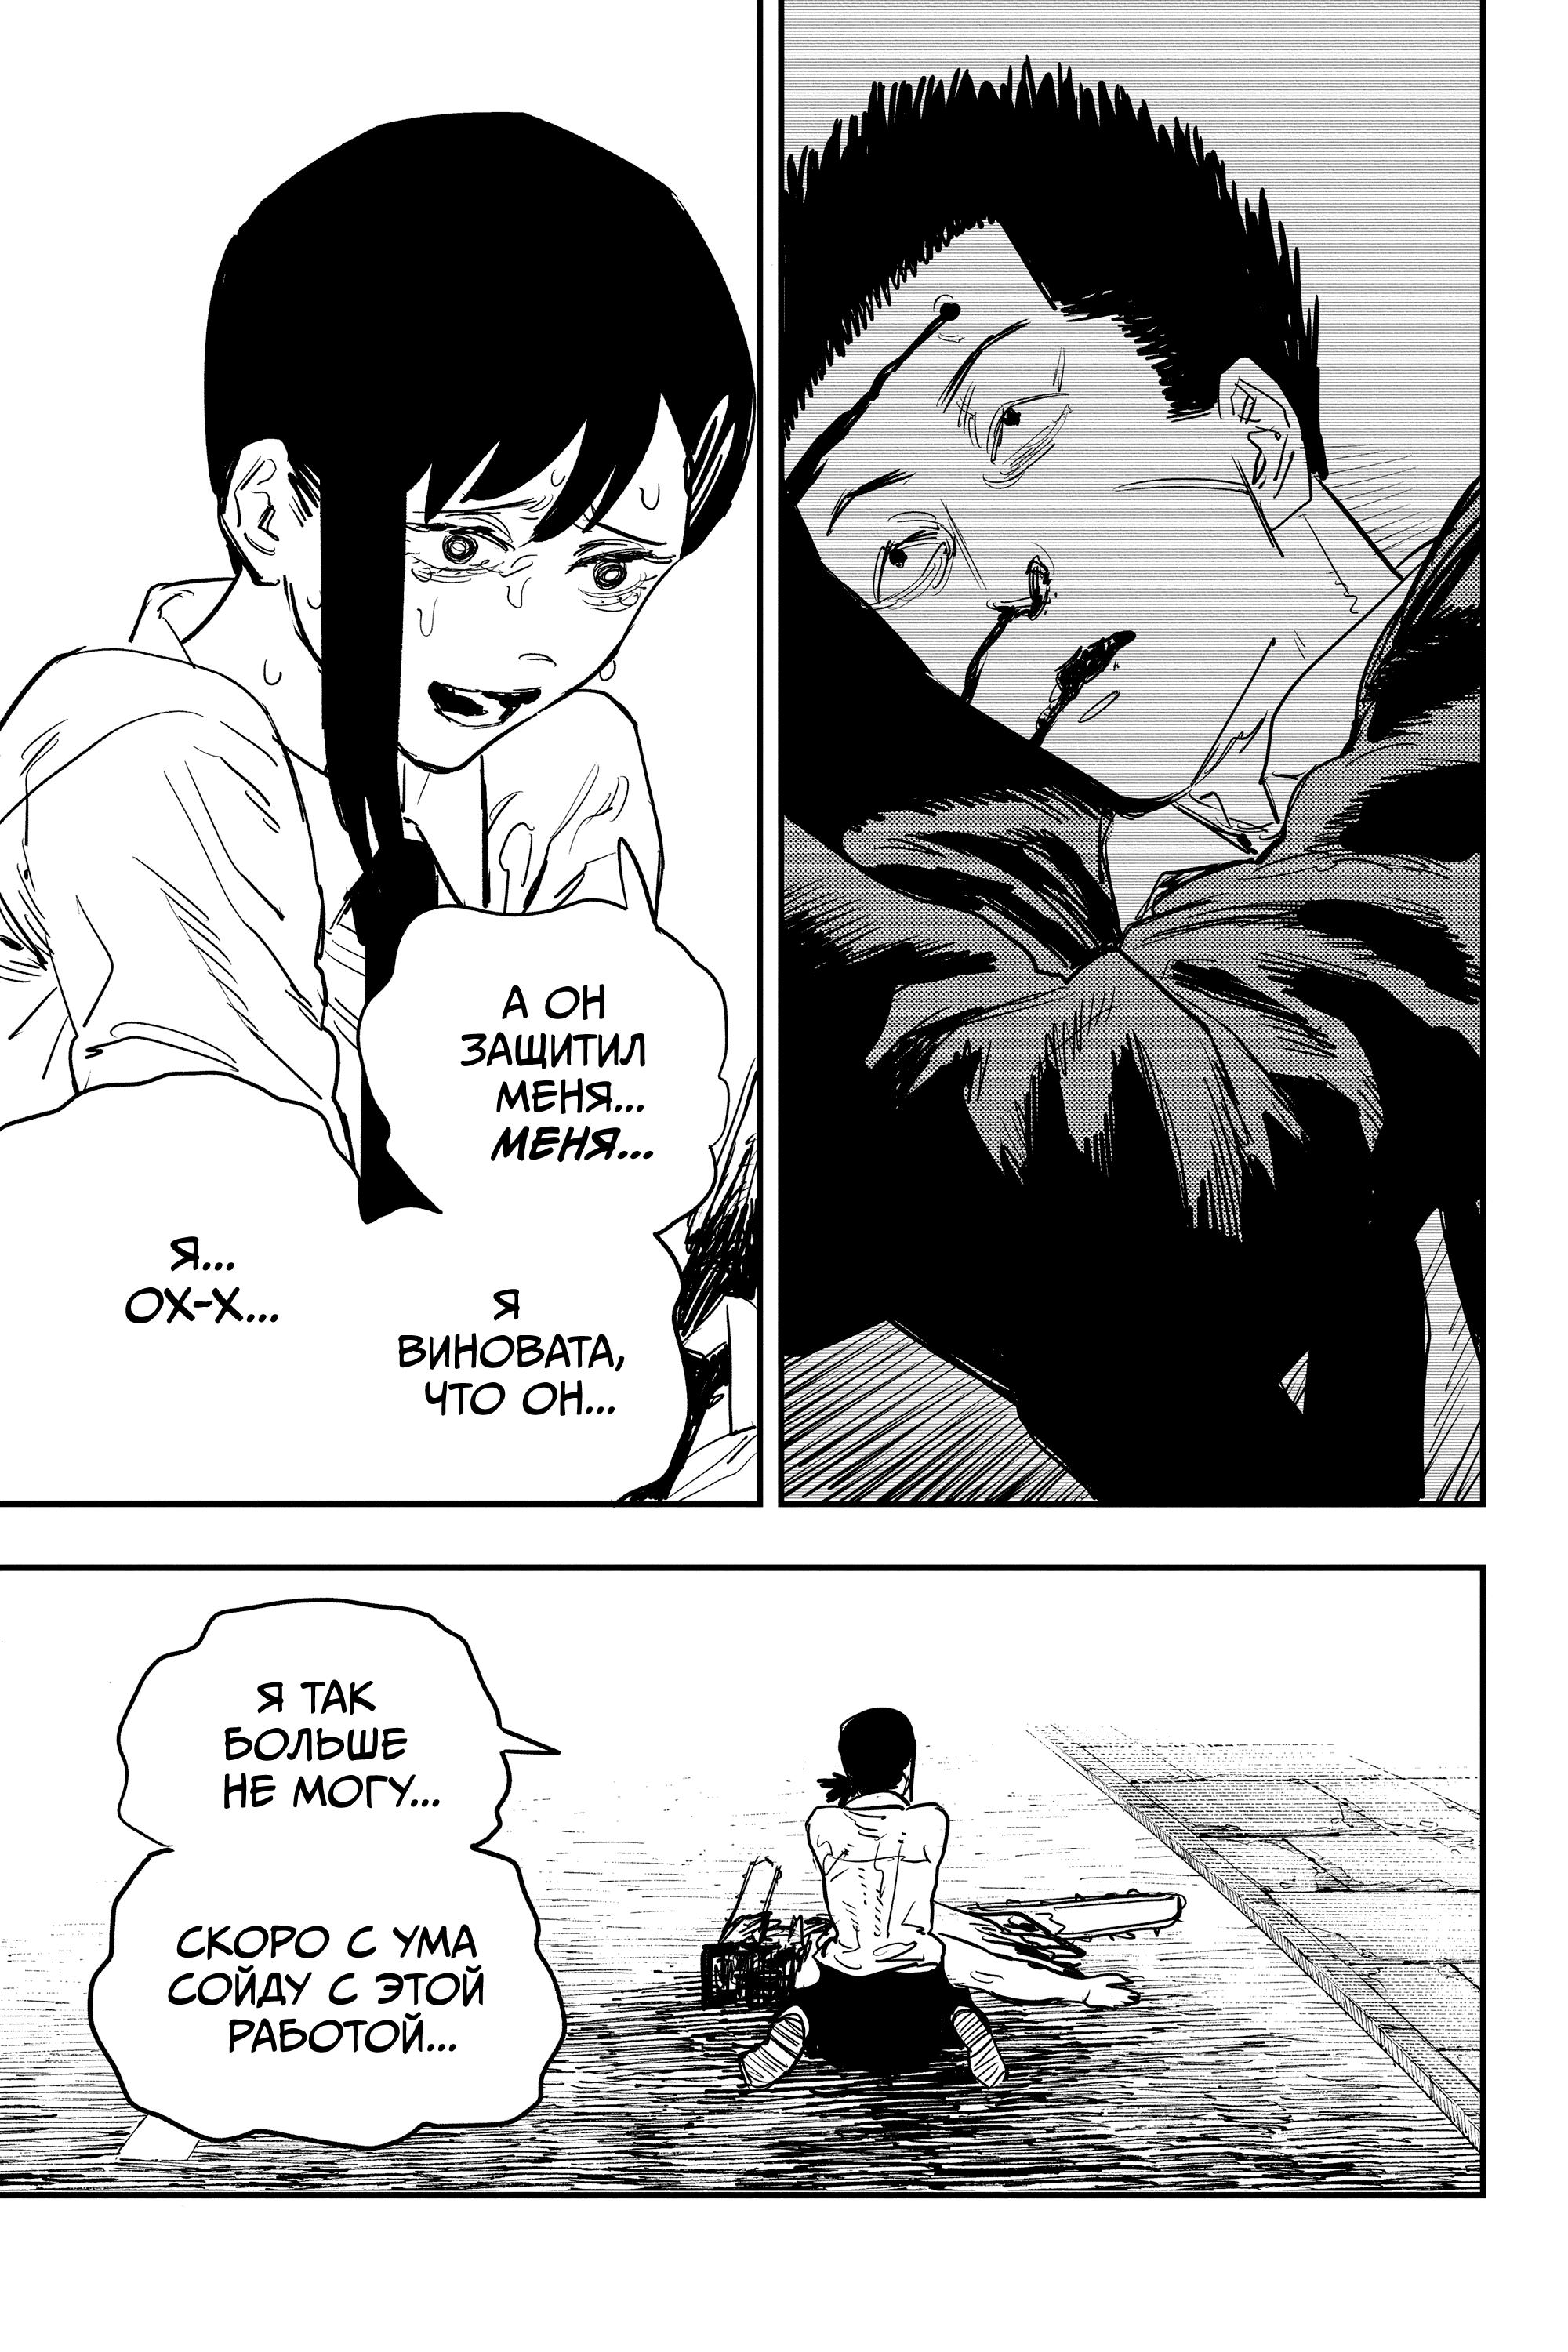 А ОН
ЗАЩИТИЛ
МЕНЯ...
МЕНЯ...
Я
ВИНОВАТА,
ЧТО ОН...
Я...
ОХ-Х...
Я ТАК
БОЛЬШЕ
НЕ МОГУ...
СКОРО С УМА
СОЙДУ С ЭТОЙ
РАБОТОЙ...